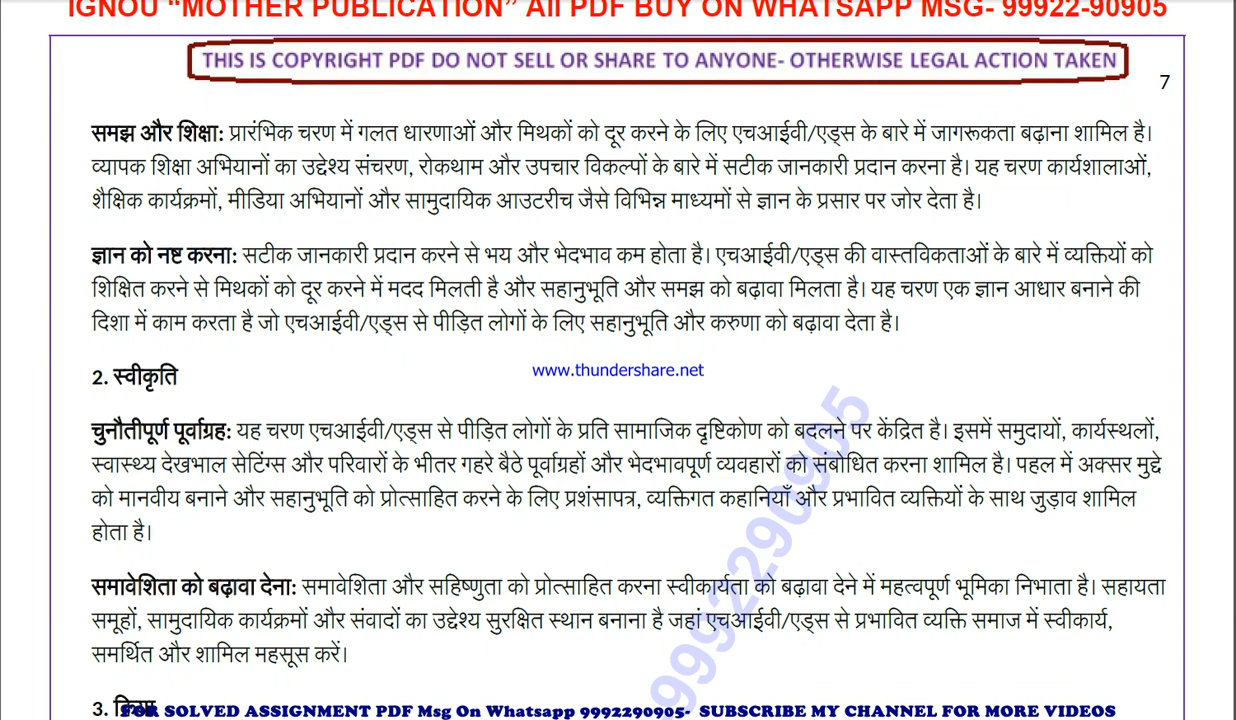 IGNOU “MOTHER PUBLICATION” All PDF BUY ON WHATSAPP MSG- 99922-90905
THIS IS COPYRIGHT PDF DO NOT SELL OR SHARE TO ANYONE- OTHERWISE LEGAL ACTION TAKEN
7
समझ और शिक्षा: प्रारंभिक चरण में गलत धारणाओं और मिथकों को दूर करने के लिए एचआईवी/एड्स के बारे में जागरूकता बढ़ाना शामिल है।
व्यापक शिक्षा अभियानों का उद्देश्य संचरण, रोकथाम और उपचार विकल्पों के बारे में सटीक जानकारी प्रदान करना है। यह चरण कार्यशालाओं,
शैक्षिक कार्यक्रमों, मीडिया अभियानों और सामुदायिक आउटरीच जैसे विभिन्न माध्यमों से ज्ञान के प्रसार पर जोर देता है।
ज्ञान को नष्ट करना: सटीक जानकारी प्रदान करने से भय और भेदभाव कम होता है। एचआईवी/एड्स की वास्तविकताओं के बारे में व्यक्तियों को
शिक्षित करने से मिथकों को दूर करने में मदद मिलती है और सहानुभूति और समझ को बढ़ावा मिलता है। यह चरण एक ज्ञान आधार बनाने की
दिशा में काम करता है जो एचआईवी/एड्स से पीड़ित लोगों के लिए सहानुभूति और करुणा को बढ़ावा देता है।
2. स्वीकृति
www.thundershare.net
चुनौतीपूर्ण पूर्वाग्रह: यह चरण एचआईवी/एड्स से पीड़ित लोगों के प्रति सामाजिक दृष्टिकोण को बदलने पर केंद्रित है। इसमें समुदायों, कार्यस्थलों,
स्वास्थ्य देखभाल सेटिंग्स और परिवारों के भीतर गहरे बैठे पूर्वाग्रहों और भेदभावपूर्ण व्यवहारों को संबोधित करना शामिल है। पहल में अक्सर मुद्दे
को मानवीय बनाने और सहानुभूति को प्रोत्साहित करने के लिए प्रशंसापत्र, व्यक्तिगत कहानियाँ और प्रभावित व्यक्तियों के साथ जुड़ाव शामिल
होता है।
समावेशिता को बढ़ावा देना: समावेशिता और सहिष्णुता को प्रोत्साहित करना स्वीकार्यता को बढ़ावा देने में महत्वपूर्ण भूमिका निभाता है। सहायता
समूहों, सामुदायिक कार्यक्रमों और संवादों का उद्देश्य सुरक्षित स्थान बनाना है जहां एचआईवी/एड्स से प्रभावित व्यक्ति समाज में स्वीकार्य,
समर्थित और शामिल महसूस करें।
9992290905
3. क्रिया
FOR SOLVED ASSIGNMENT PDF Msg On Whatsapp 9992290905- SUBSCRIBE MY CHANNEL FOR MORE VIDEOS